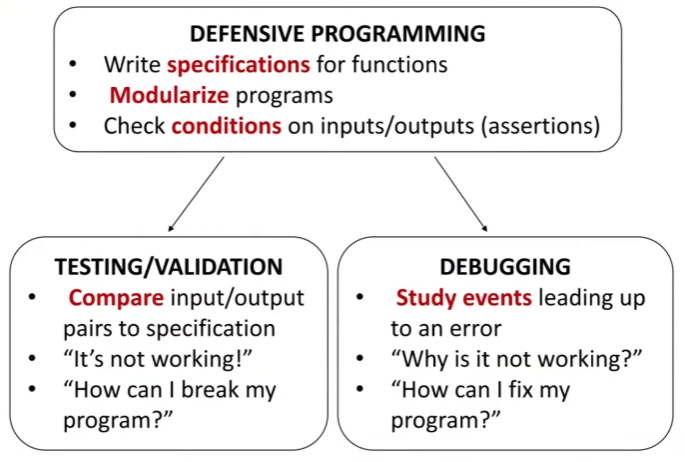 DEFENSIVE PROGRAMMING
• Write specifications for functions
• Modularize programs
• Check conditions on inputs/outputs (assertions)
TESTING/VALIDATION
• Compare input/output
pairs to specification
• “It’s not working!”
• “How can I break my
program?”
DEBUGGING
• Study events leading up
to an error
• “Why is it not working?”
• “How can I fix my
program?”